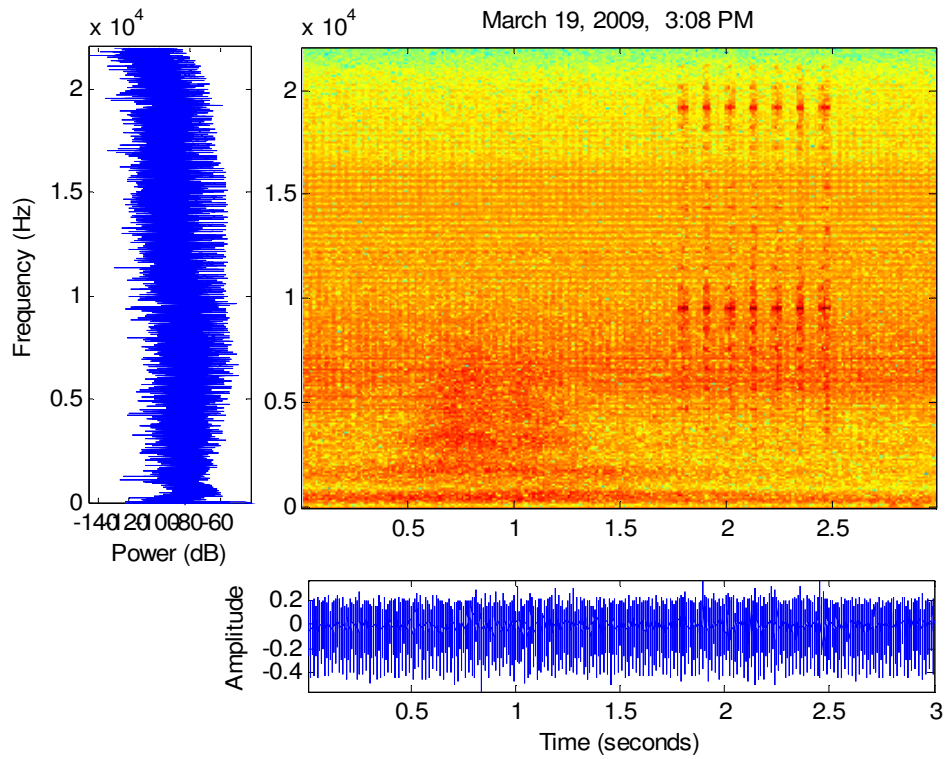 March 19, 2009, 3:08 PM
x 10^4
x 10^4
2
1.5
1
0.5
0
Frequency (Hz)
-140 -120 -100 -80 -60
Power (dB)
2
1.5
1
0.5
0
0.5 1 1.5 2 2.5
0.2
0
-0.2
-0.4
Amplitude
0.5 1 1.5 2 2.5 3
Time (seconds)